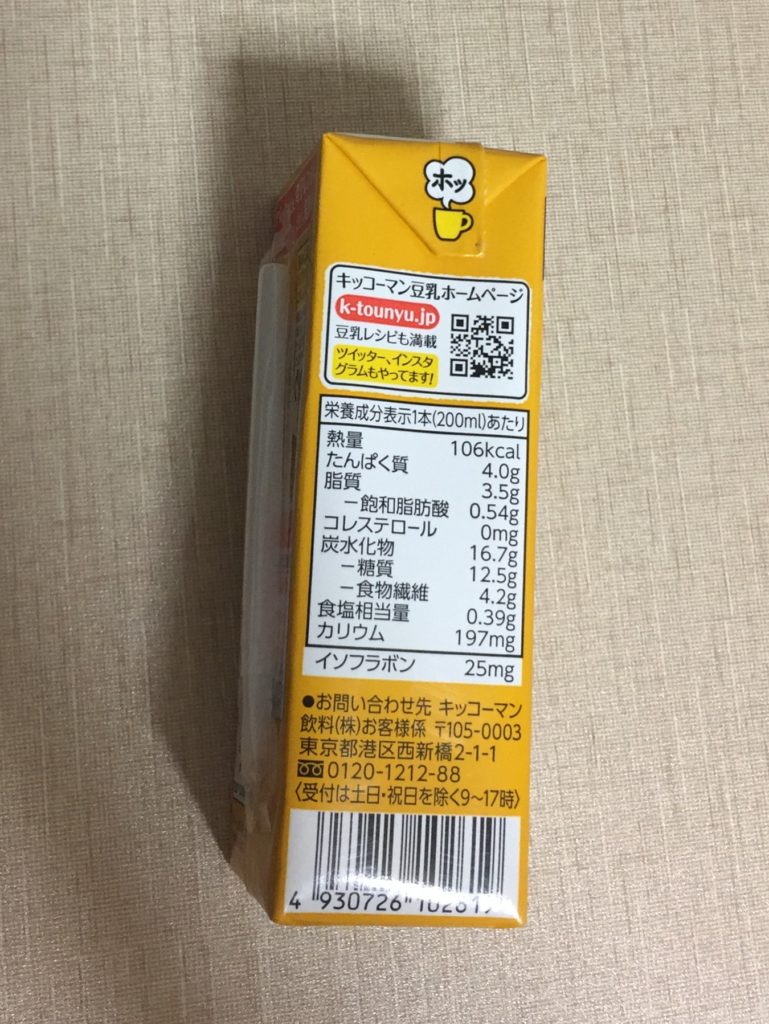 ホッ
キッコーマン豆乳ホームページ
k-tounyu.jp
豆乳レシピも満載
ツイッター、インスタ
グラムもやってます!
栄養成分表示1本(200ml)あたり
熱量 106kcal
たんぱく質 4.0g
脂質 3.5g
－飽和脂肪酸 0.54g
コレステロール 0mg
炭水化物 16.7g
－糖質 12.5g
－食物繊維 4.2g
食塩相当量 0.39g
カリウム 197mg
イソフラボン 25mg
●お問い合わせ先 キッコーマン
飲料(株)お客様係 〒105-0003
東京都港区西新橋2-1-1
0120-1212-88
〈受付は土日・祝日を除く9〜17時〉
4 930726